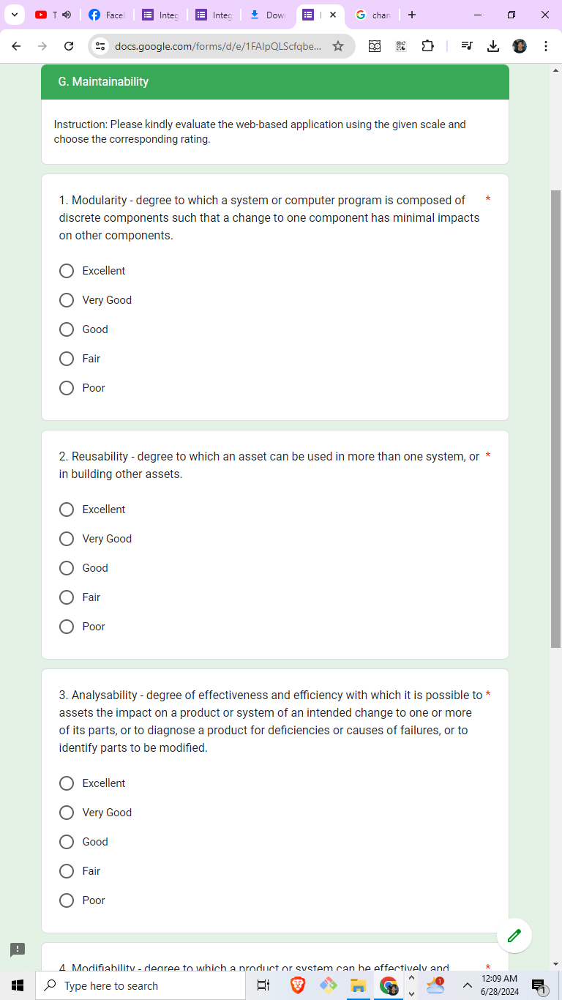 T
Face
Integ
Integ
Dow
chan
docs.google.com/forms/d/e/1FAIpQLScfqbe...
G. Maintainability
Instruction: Please kindly evaluate the web-based application using the given scale and
choose the corresponding rating.
1. Modularity - degree to which a system or computer program is composed of *
discrete components such that a change to one component has minimal impacts
on other components.
Excellent
Very Good
Good
Fair
Poor
2. Reusability - degree to which an asset can be used in more than one system, or *
in building other assets.
Excellent
Very Good
Good
Fair
Poor
3. Analysability - degree of effectiveness and efficiency with which it is possible to *
assets the impact on a product or system of an intended change to one or more
of its parts, or to diagnose a product for deficiencies or causes of failures, or to
identify parts to be modified.
Excellent
Very Good
Good
Fair
Poor
4. Modifiability - degree to which a product or system can be effectively and *
Type here to search
1
12:09 AM
6/28/2024
1